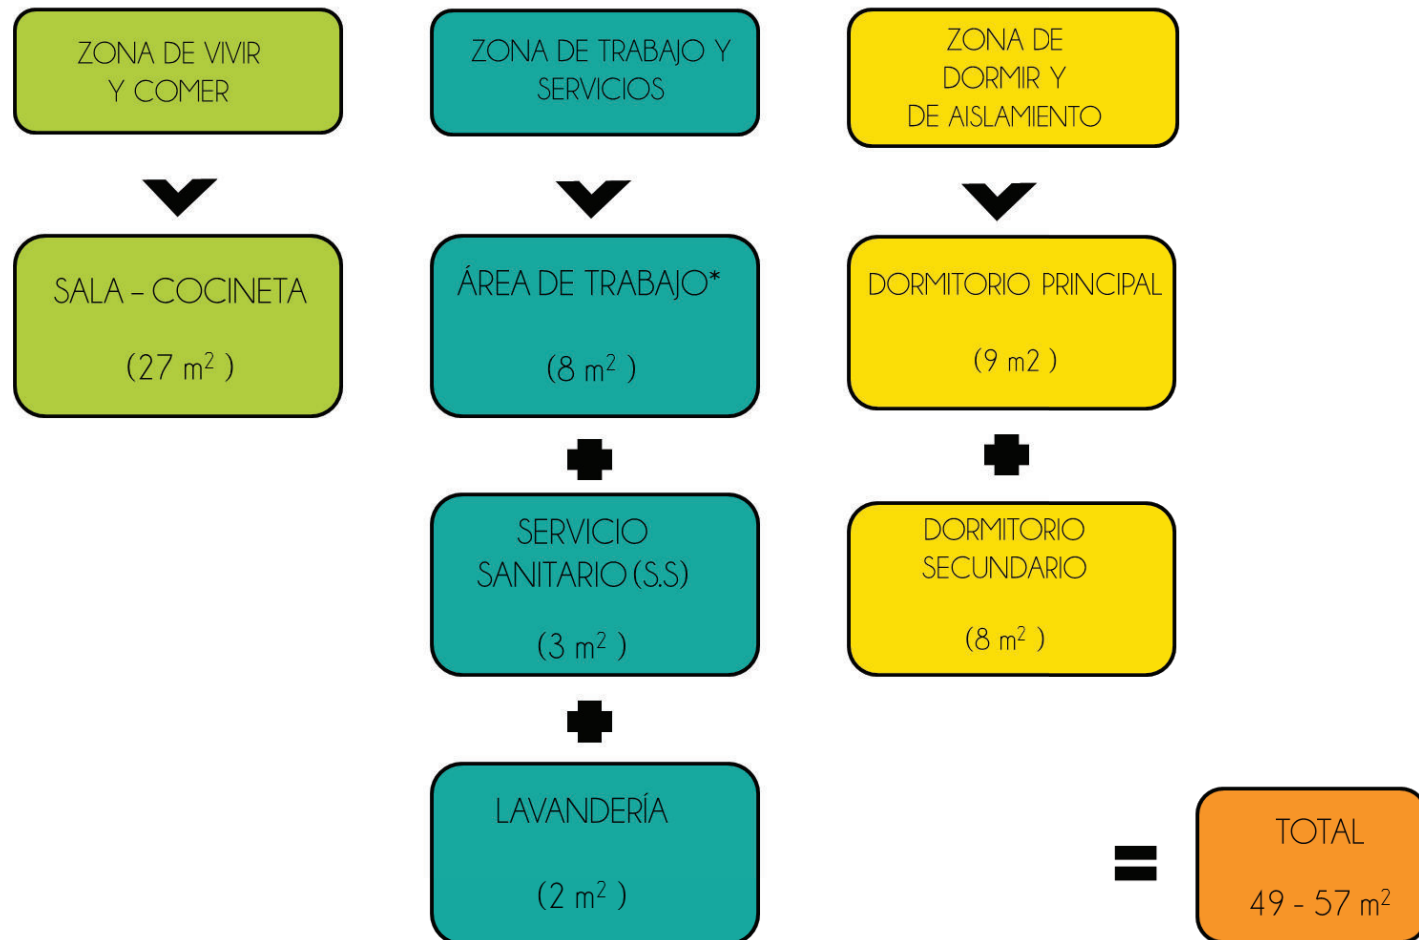 ZONA DE VIVIR
Y COMER
ZONA DE TRABAJO Y
SERVICIOS
ZONA DE
DORMIR Y
DE AISLAMIENTO
SALA – COCINETA
(27 m² )
ÁREA DE TRABAJO*
(8 m² )
DORMITORIO PRINCIPAL
(9 m2 )
SERVICIO
SANITARIO (S.S)
(3 m² )
DORMITORIO
SECUNDARIO
(8 m² )
LAVANDERÍA
(2 m² )
TOTAL
49 - 57 m²